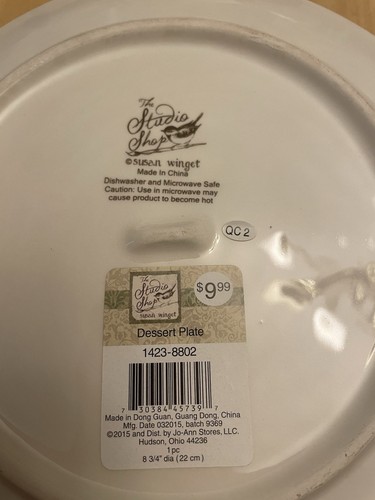 The
Studio
Shop
©susan winget
Made In China
Dishwasher and Microwave Safe
Caution: Use in microwave may
cause product to become hot
QC 2
The
Studio
Shop
susan winget
$9.99
Dessert Plate
1423-8802
7 30384 45739 7
Made in Dong Guan, Guang Dong, China
Mfg. Date 032015, batch 9369
©2015 and Dist. by Jo-Ann Stores, LLC.
Hudson, Ohio 44236
1pc
8 3/4" dia (22 cm)